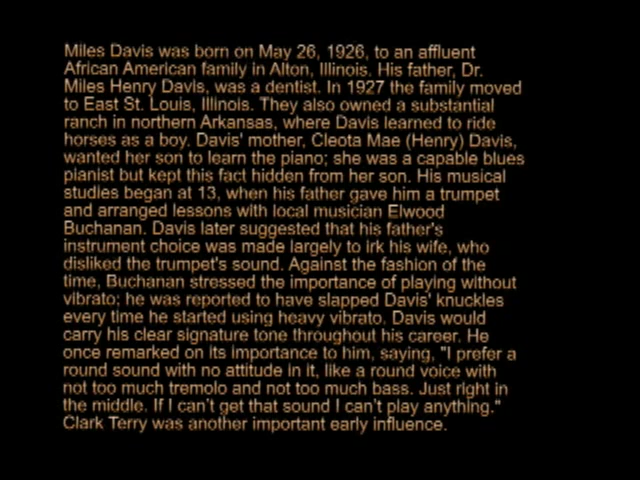 Miles Davis was born on May 26, 1926, to an affluent
African American family in Alton, Illinois. His father, Dr.
Miles Henry Davis, was a dentist. In 1927 the family moved
to East St. Louis, Illinois. They also owned a substantial
ranch in northern Arkansas, where Davis learned to ride
horses as a boy. Davis' mother, Cleota Mae (Henry) Davis,
wanted her son to learn the piano; she was a capable blues
pianist but kept this fact hidden from her son. His musical
studies began at 13, when his father gave him a trumpet
and arranged lessons with local musician Elwood
Buchanan. Davis later suggested that his father's
instrument choice was made largely to irk his wife, who
disliked the trumpet's sound. Against the fashion of the
time, Buchanan stressed the importance of playing without
vibrato; he was reported to have slapped Davis' knuckles
every time he started using heavy vibrato. Davis would
carry his clear signature tone throughout his career. He
once remarked on its importance to him, saying, "I prefer a
round sound with no attitude in it, like a round voice with
not too much tremolo and not too much bass. Just right in
the middle. If I can't get that sound I can't play anything."
Clark Terry was another important early influence.